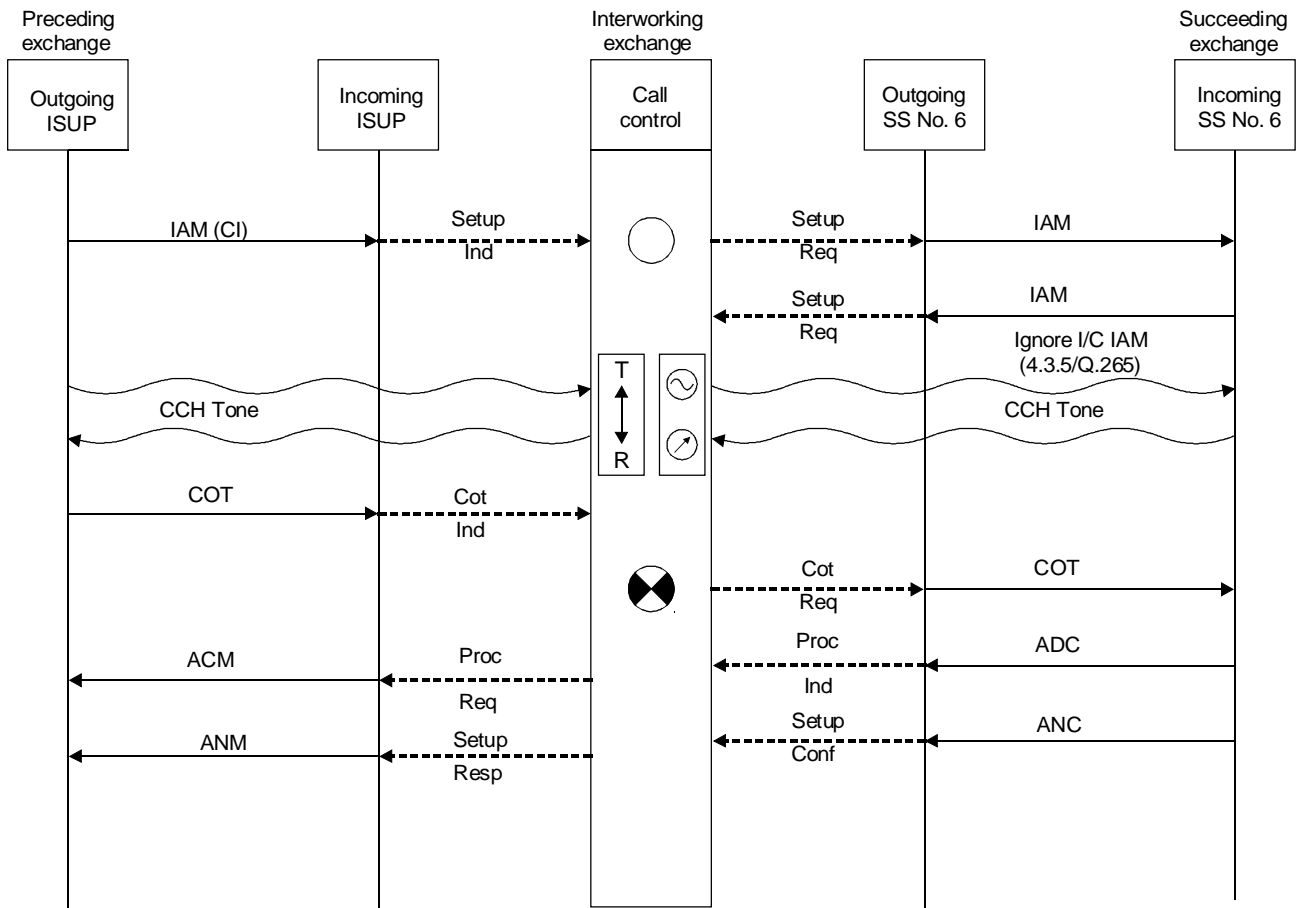 Preceding
exchange
Interworking
exchange
Succeeding
exchange
Outgoing
ISUP
Incoming
ISUP
Call
control
Outgoing
SS No. 6
Incoming
SS No. 6
IAM (CI)
Setup
Ind
Setup
Req
IAM
Setup
Req
IAM
Ignore I/C IAM
(4.3.5/Q.265)
T
R
CCH Tone
CCH Tone
COT
Cot
Ind
Cot
Req
COT
ACM
Proc
Req
Proc
Ind
ADC
ANM
Setup
Resp
Setup
Conf
ANC